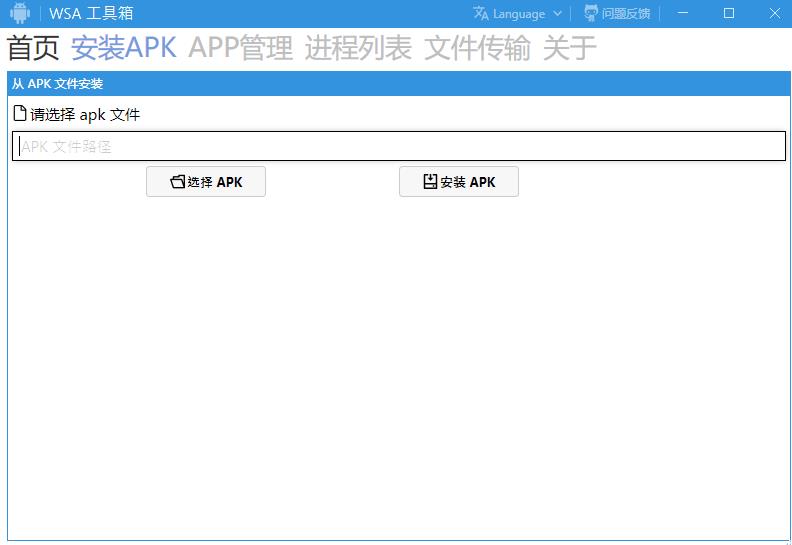 WSA 工具箱 Language 问题反馈
首页 安装APK APP管理 进程列表 文件传输 关于
从 APK 文件安装
请选择 apk 文件
APK 文件路径
选择 APK 安装 APK